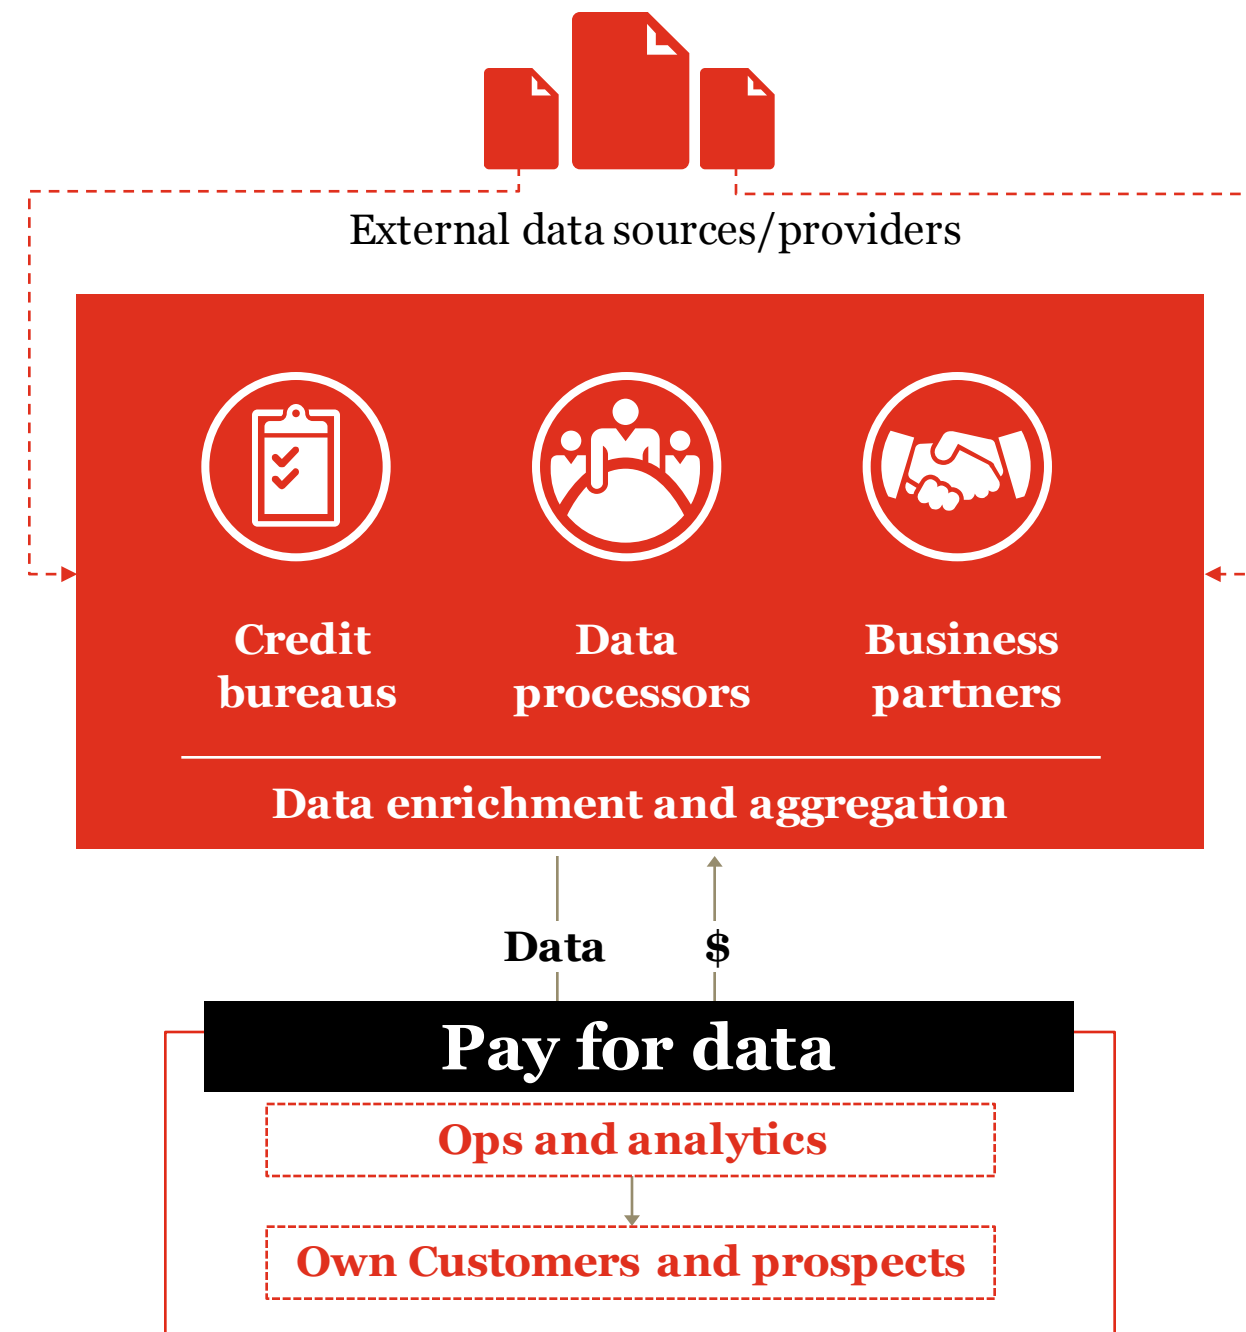 External data sources/providers
Credit
bureaus
Data
processors
Business
partners
Data enrichment and aggregation
Data
$
Pay for data
Ops and analytics
Own Customers and prospects